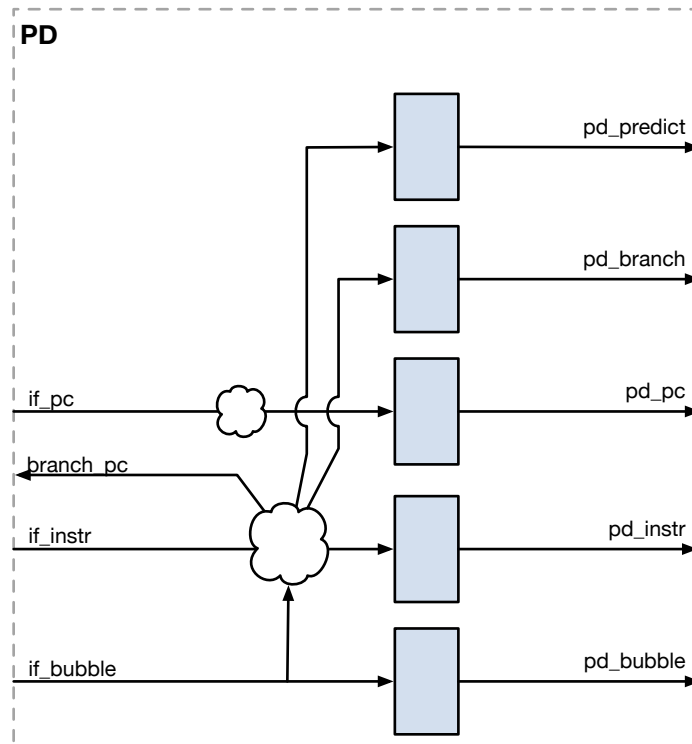 PD
pd_predict
pd_branch
if_pc
pd_pc
branch_pc
if_instr
pd_instr
if_bubble
pd_bubble